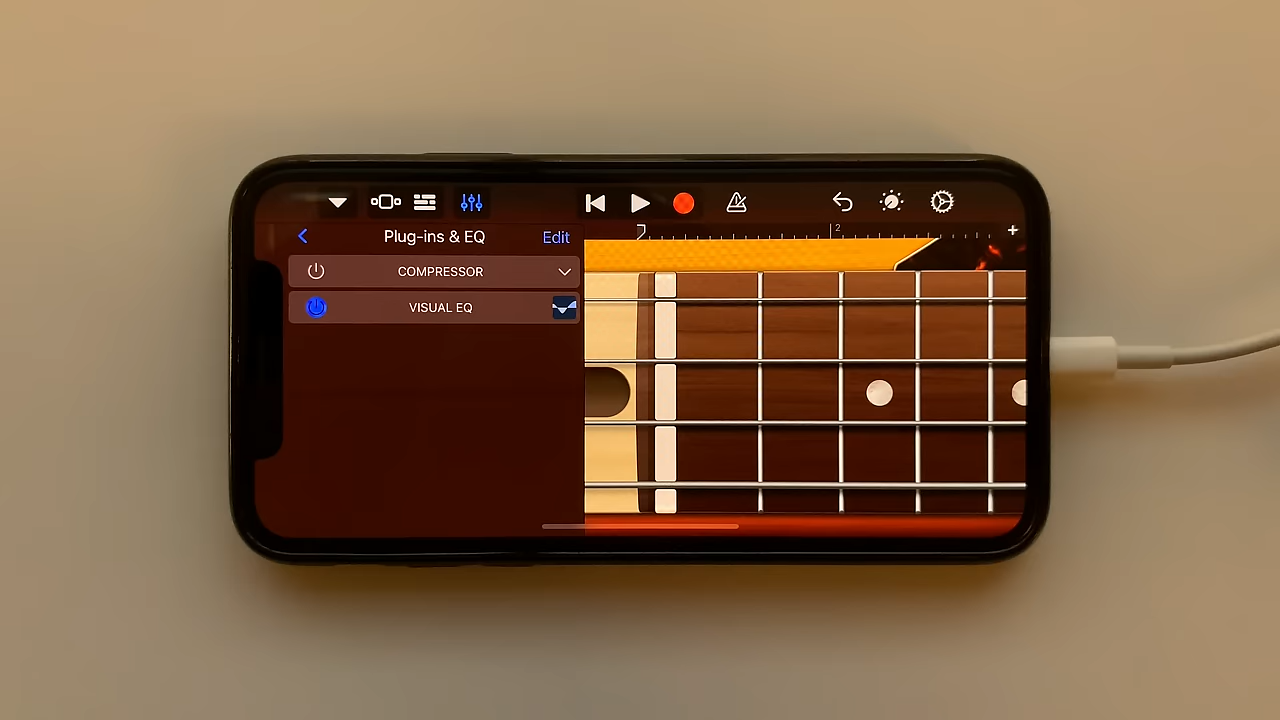 Plug-ins & EQ
Edit
2
+
COMPRESSOR
VISUAL EQ